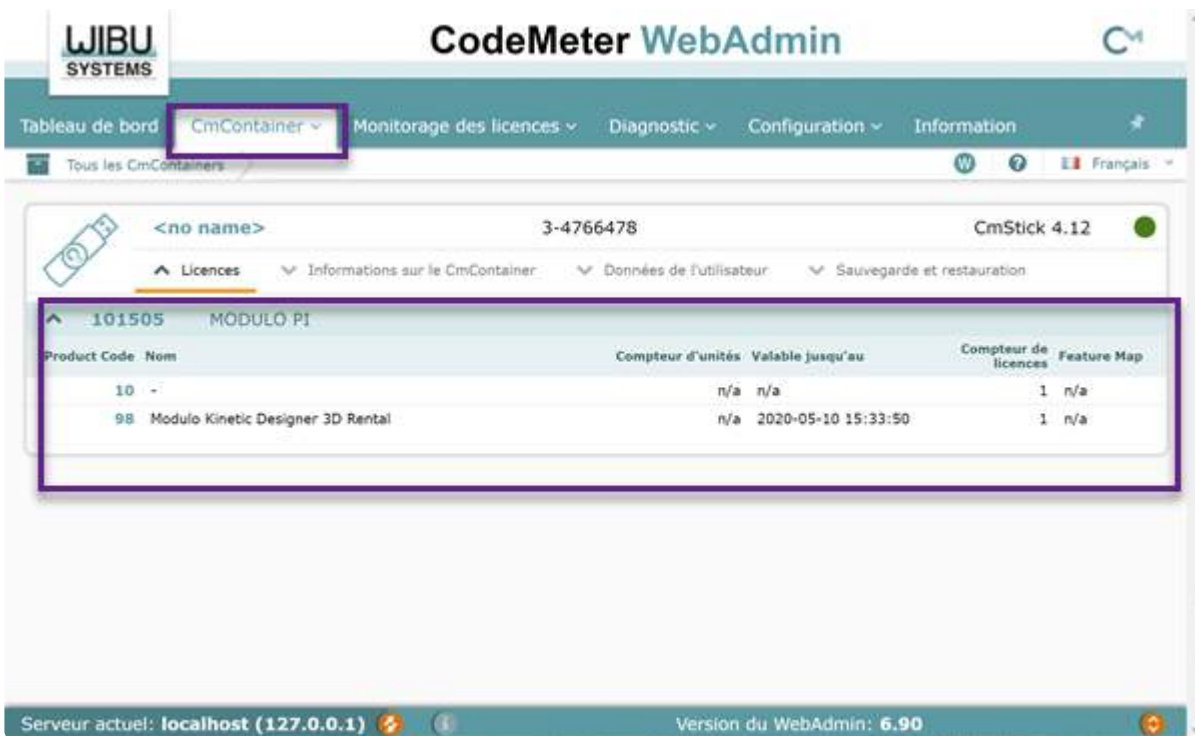 WIBU
SYSTEMS
CodeMeter WebAdmin
Tableau de bord CmContainer Monitorage des licences Diagnostic Configuration Information
Tous les CmContainers W ? Français
<no name> 3-4766478 CmStick 4.12
Licences Informations sur le CmContainer Données de l'utilisateur Sauvegarde et restauration
101505 MODULO PI
Product Code Nom Compteur d'unités Valable jusqu'au Compteur de licences Feature Map
10 - n/a n/a 1 n/a
98 Modulo Kinetic Designer 3D Rental n/a 2020-05-10 15:33:50 1 n/a
Serveur actuel: localhost (127.0.0.1) Version du WebAdmin: 6.90